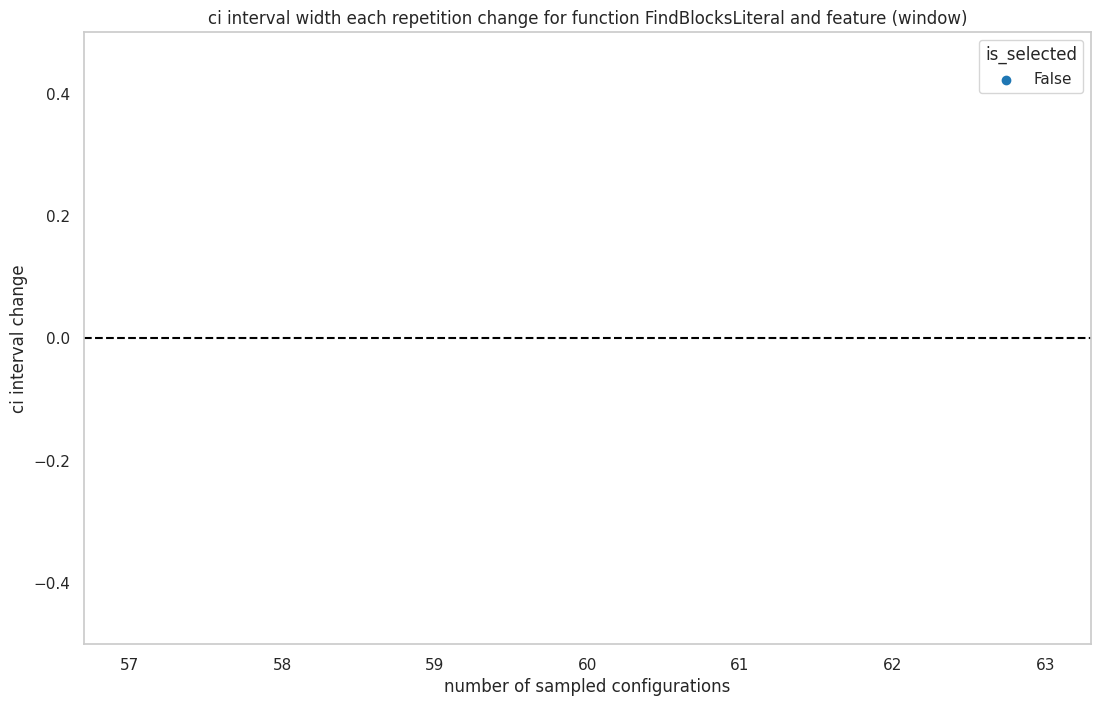 ci interval width each repetition change for function FindBlocksLiteral and feature (window)
is_selected
False
0.4
0.2
0.0
−0.2
−0.4
ci interval change
57 58 59 60 61 62 63
number of sampled configurations